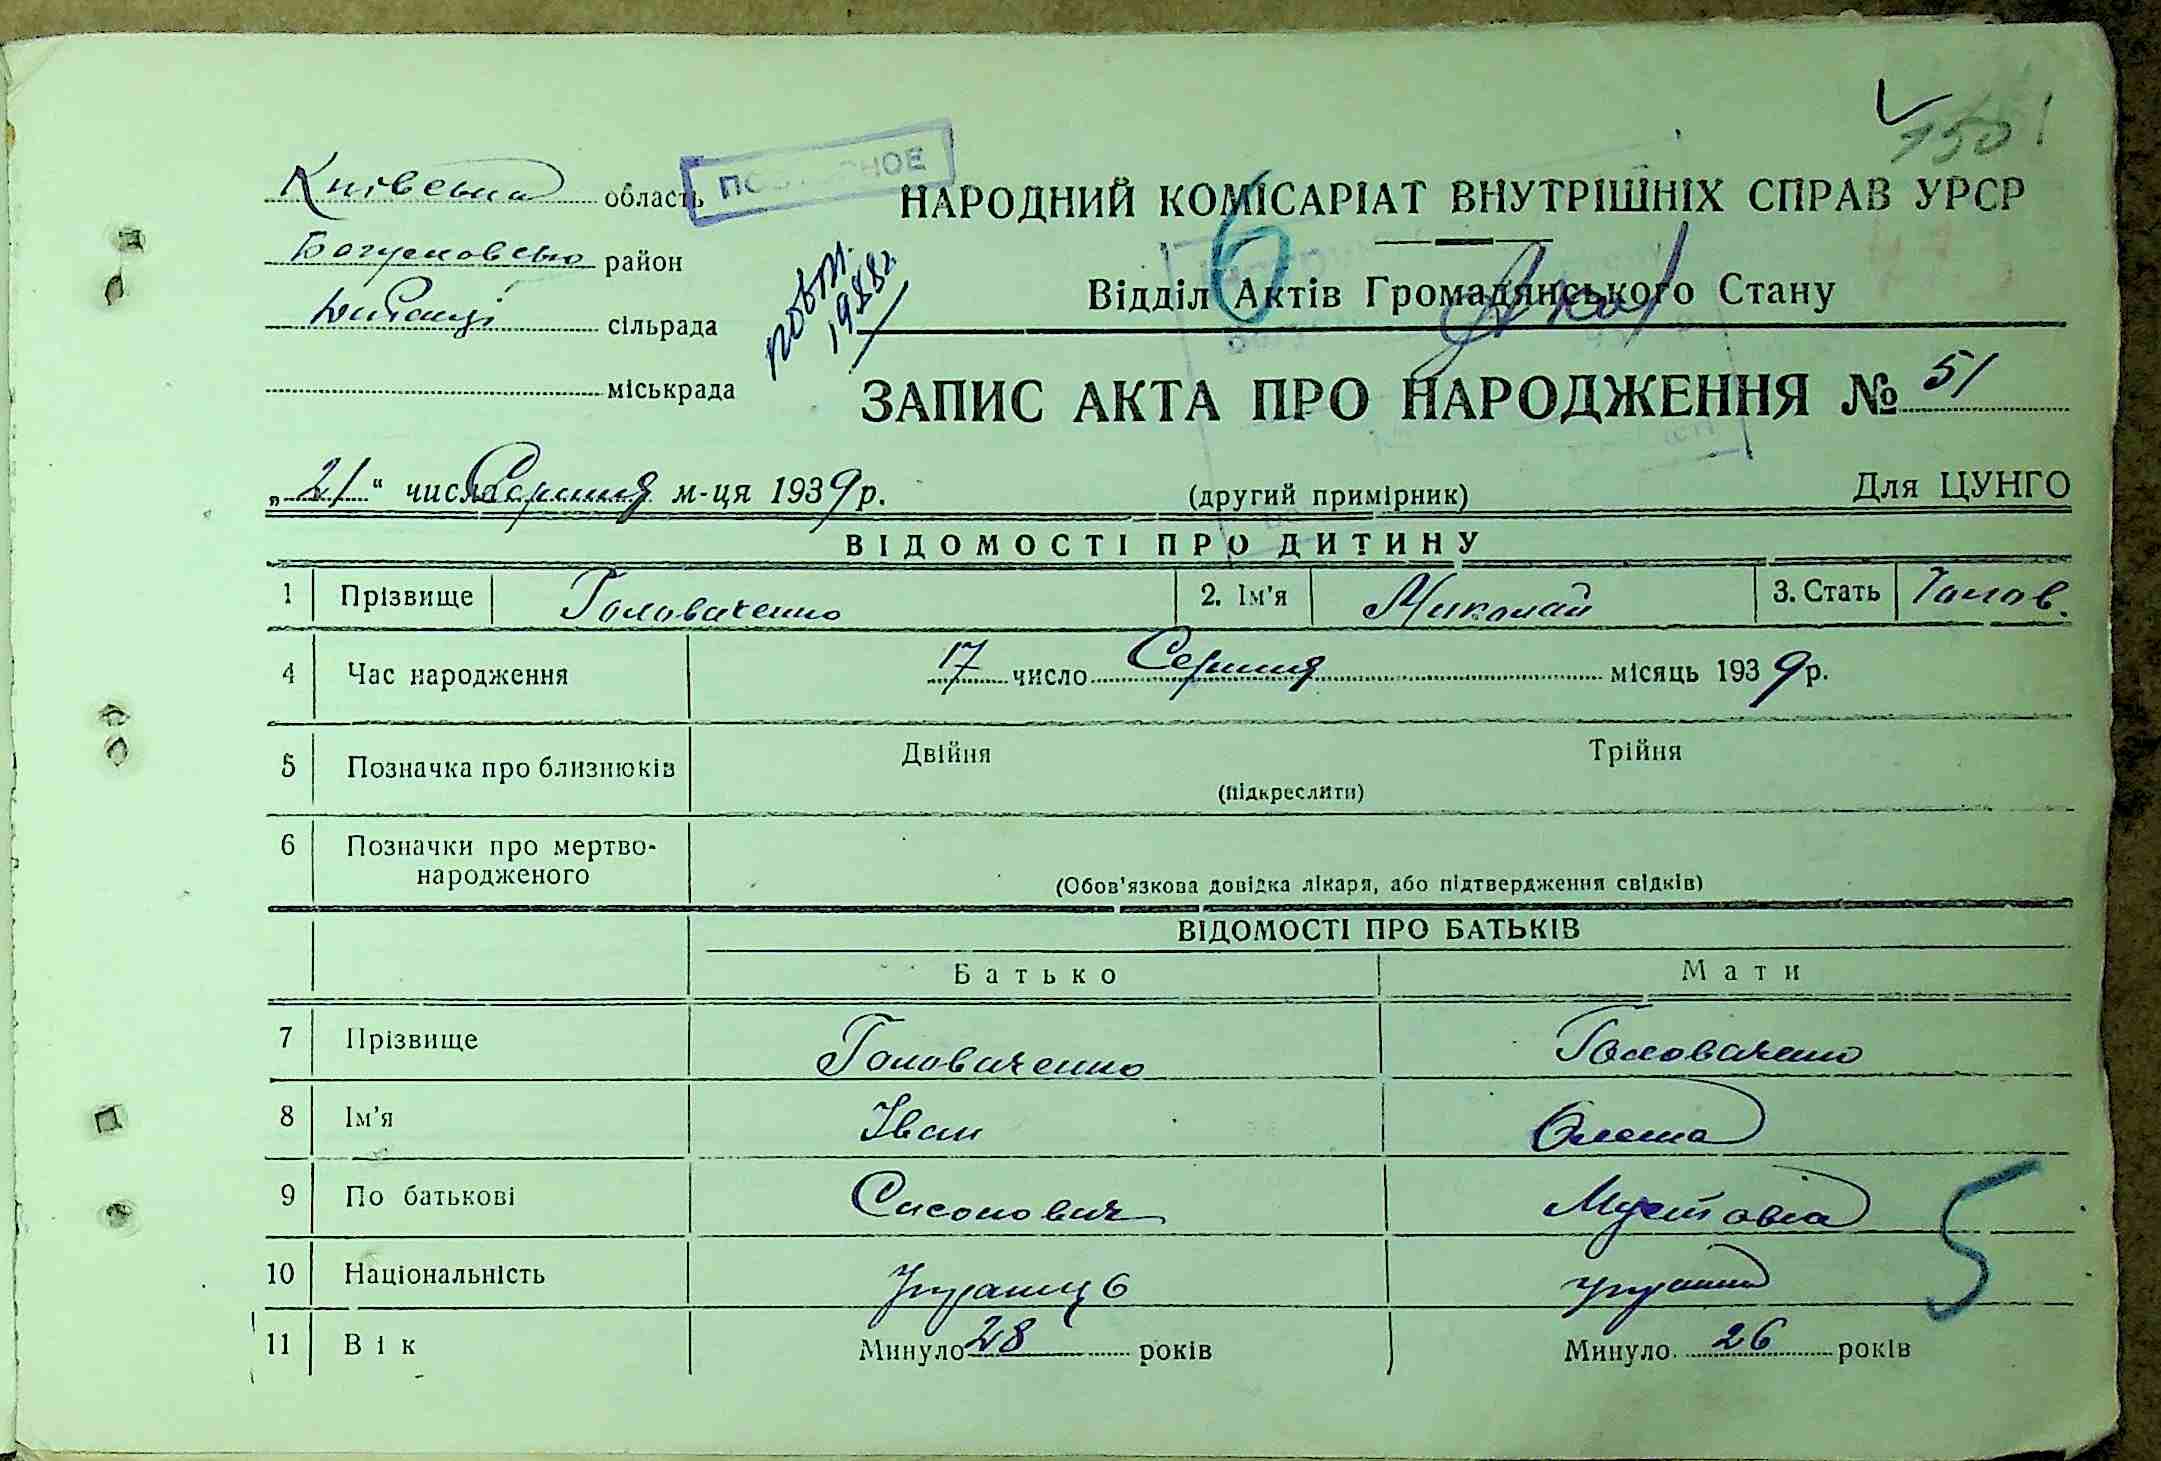 150
Київська область
ПОВТОРНОЕ
НАРОДНИЙ КОМІСАРІАТ ВНУТРІШНІХ СПРАВ УРСР
район
6
повт.
1988г.
Відділ Актів Громадянського Стану
сільрада
міськрада
ЗАПИС АКТА ПРО НАРОДЖЕННЯ № 51
„21“ числа Серпня м-ця 1939 р.
(другий примірник)
Для ЦУНГО
ВІДОМОСТІ ПРО ДИТИНУ
1 Прізвище Головаченко 2. Ім'я Миколай 3. Стать Чолов.
4 Час народження 17 число Серпня місяць 1939 р.
5 Позначка про близнюків Двійня Трійня
(підкреслити)
6 Позначки про мертво-
народженого
(Обов'язкова довідка лікаря, або підтвердження свідків)
ВІДОМОСТІ ПРО БАТЬКІВ
Батько Мати
7 Прізвище Головаченко Головаченко
8 Ім'я Іван
9 По батькові Сисонович
5
10 Національність
11 Вік Минуло 28 років Минуло 26 років